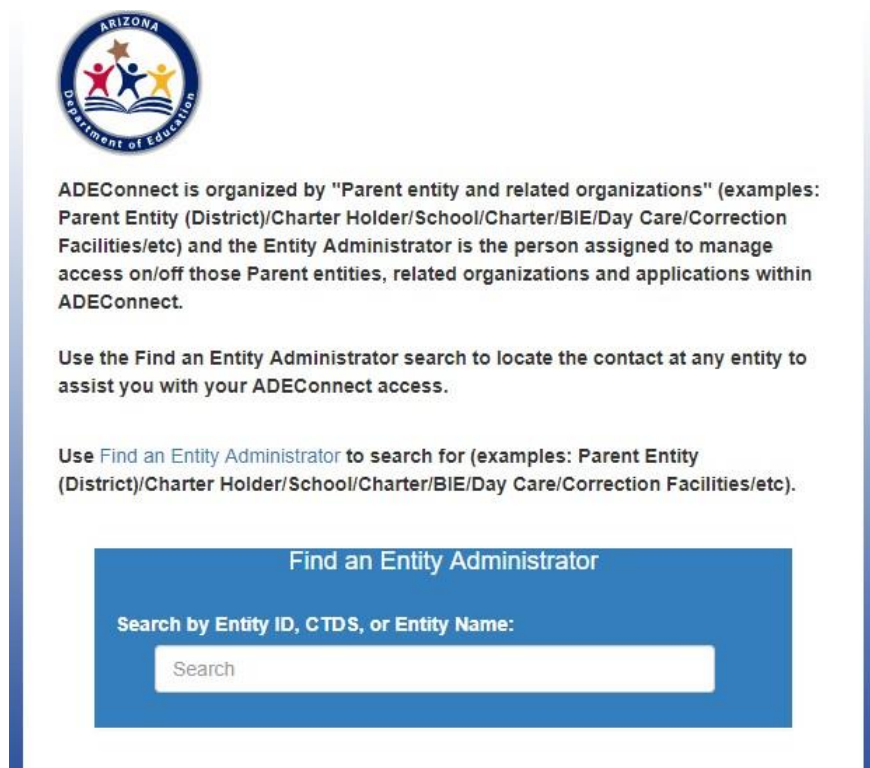 ARIZONA
Department of Education
ADEConnect is organized by "Parent entity and related organizations" (examples:
Parent Entity (District)/Charter Holder/School/Charter/BIE/Day Care/Correction
Facilities/etc) and the Entity Administrator is the person assigned to manage
access on/off those Parent entities, related organizations and applications within
ADEConnect.
Use the Find an Entity Administrator search to locate the contact at any entity to
assist you with your ADEConnect access.
Use Find an Entity Administrator to search for (examples: Parent Entity
(District)/Charter Holder/School/Charter/BIE/Day Care/Correction Facilities/etc).
Find an Entity Administrator
Search by Entity ID, CTDS, or Entity Name:
Search